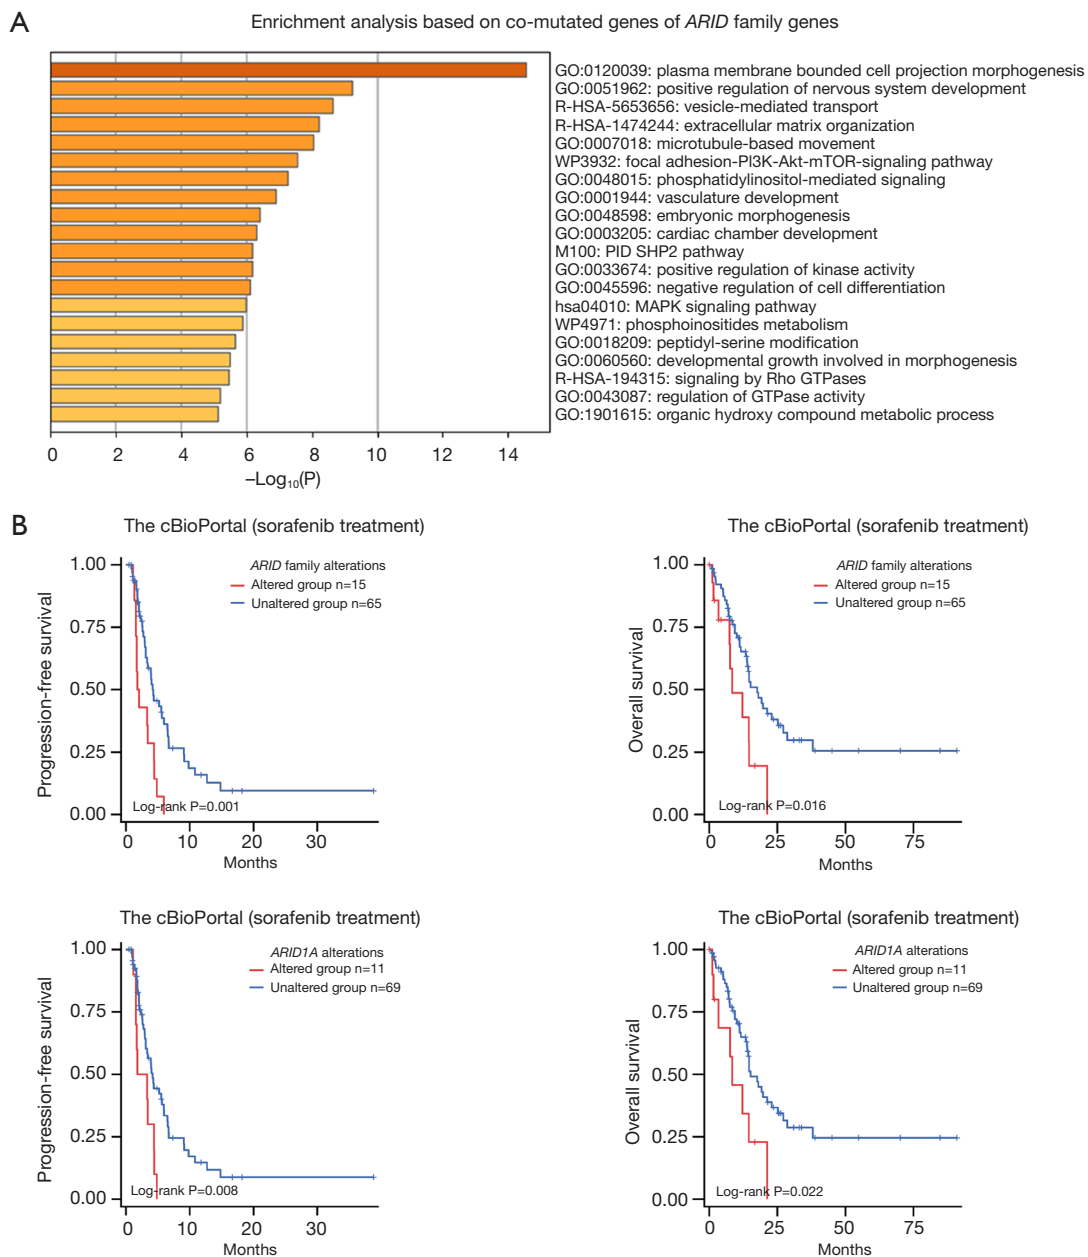 A
Enrichment analysis based on co-mutated genes of ARID family genes
GO:0120039: plasma membrane bounded cell projection morphogenesis
GO:0051962: positive regulation of nervous system development
R-HSA-5653656: vesicle-mediated transport
R-HSA-1474244: extracellular matrix organization
GO:0007018: microtubule-based movement
WP3932: focal adhesion-PI3K-Akt-mTOR-signaling pathway
GO:0048015: phosphatidylinositol-mediated signaling
GO:0001944: vasculature development
GO:0048598: embryonic morphogenesis
GO:0003205: cardiac chamber development
M100: PID SHP2 pathway
GO:0033674: positive regulation of kinase activity
GO:0045596: negative regulation of cell differentiation
hsa04010: MAPK signaling pathway
WP4971: phosphoinositides metabolism
GO:0018209: peptidyl-serine modification
GO:0060560: developmental growth involved in morphogenesis
R-HSA-194315: signaling by Rho GTPases
GO:0043087: regulation of GTPase activity
GO:1901615: organic hydroxy compound metabolic process
0 2 4 6 8 10 12 14
–Log₁₀(P)
B
The cBioPortal (sorafenib treatment)
ARID family alterations
Altered group n=15
Unaltered group n=65
Progression-free survival
1.00
0.75
0.50
0.25
0.00
Log-rank P=0.001
0 10 20 30
Months
The cBioPortal (sorafenib treatment)
ARID family alterations
Altered group n=15
Unaltered group n=65
Overall survival
1.00
0.75
0.50
0.25
0.00
Log-rank P=0.016
0 25 50 75
Months
The cBioPortal (sorafenib treatment)
ARID1A alterations
Altered group n=11
Unaltered group n=69
Progression-free survival
1.00
0.75
0.50
0.25
0.00
Log-rank P=0.008
0 10 20 30
Months
The cBioPortal (sorafenib treatment)
ARID1A alterations
Altered group n=11
Unaltered group n=69
Overall survival
1.00
0.75
0.50
0.25
0.00
Log-rank P=0.022
0 25 50 75
Months